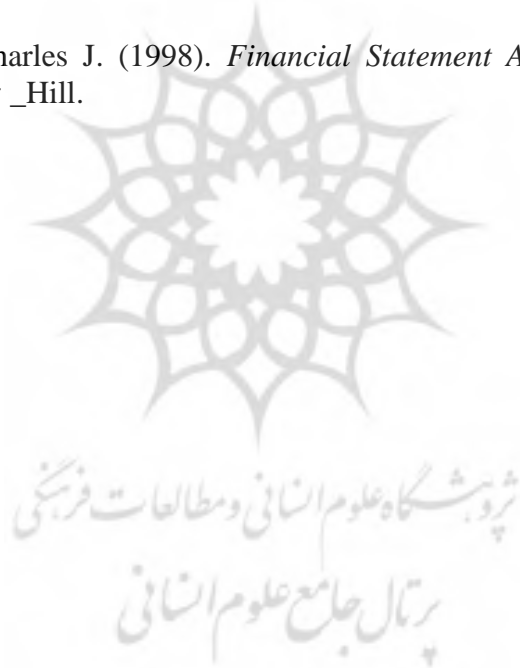 harles J. (1998). Financial Statement A
_Hill.
پژوهشگاه علوم انسانی و مطالعات فرهنگی
پرتال جامع علوم انسانی